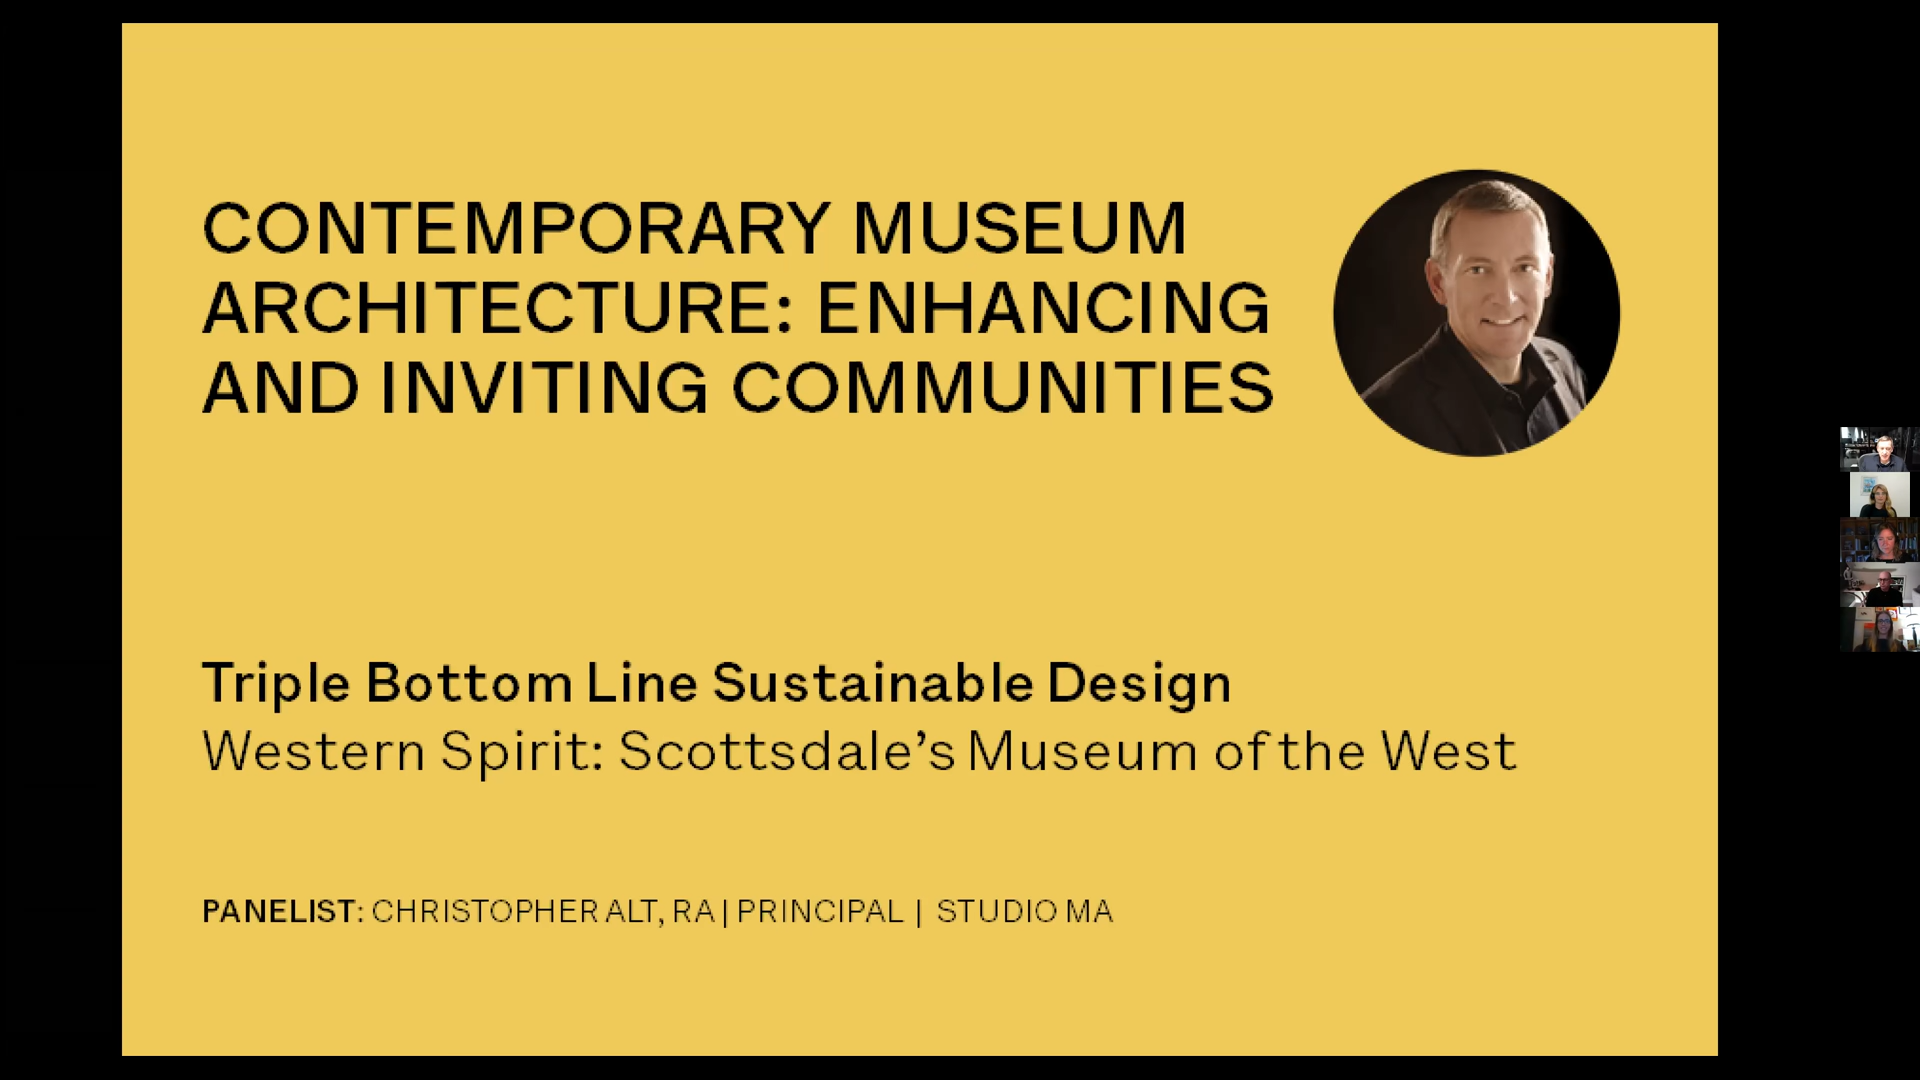 CONTEMPORARY MUSEUM
ARCHITECTURE: ENHANCING
AND INVITING COMMUNITIES
Triple Bottom Line Sustainable Design
Western Spirit: Scottsdale’s Museum of the West
PANELIST: CHRISTOPHER ALT, RA | PRINCIPAL | STUDIO MA